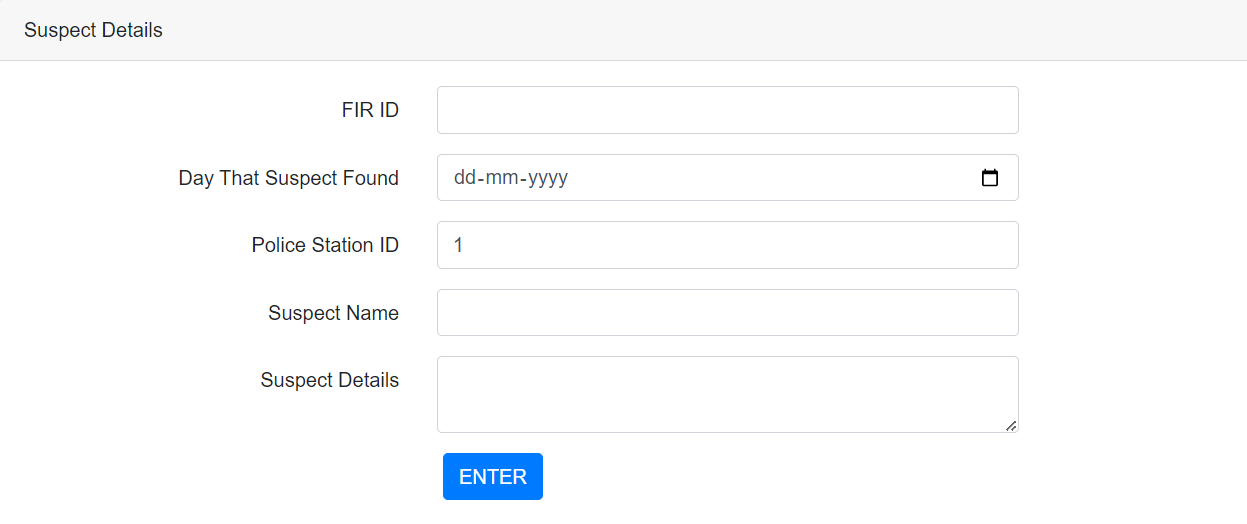 Suspect Details
FIR ID
Day That Suspect Found dd-mm-yyyy
Police Station ID 1
Suspect Name
Suspect Details
ENTER